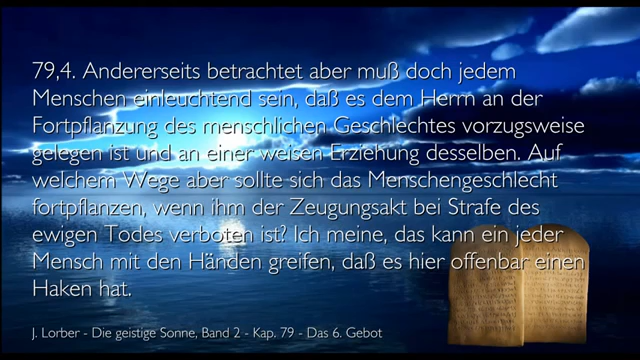 79,4. Andererseits betrachtet aber muß doch jedem
Menschen einleuchtend sein, daß es dem Herrn an der
Fortpflanzung des menschlichen Geschlechtes vorzugsweise
gelegen ist und an einer weisen Erziehung desselben. Auf
welchem Wege aber sollte sich das Menschengeschlecht
fortpflanzen, wenn ihm der Zeugungsakt bei Strafe des
ewigen Todes verboten ist? Ich meine, das kann ein jeder
Mensch mit den Händen greifen, daß es hier offenbar einen
Haken hat.
J. Lorber - Die geistige Sonne, Band 2 - Kap. 79 - Das 6. Gebot